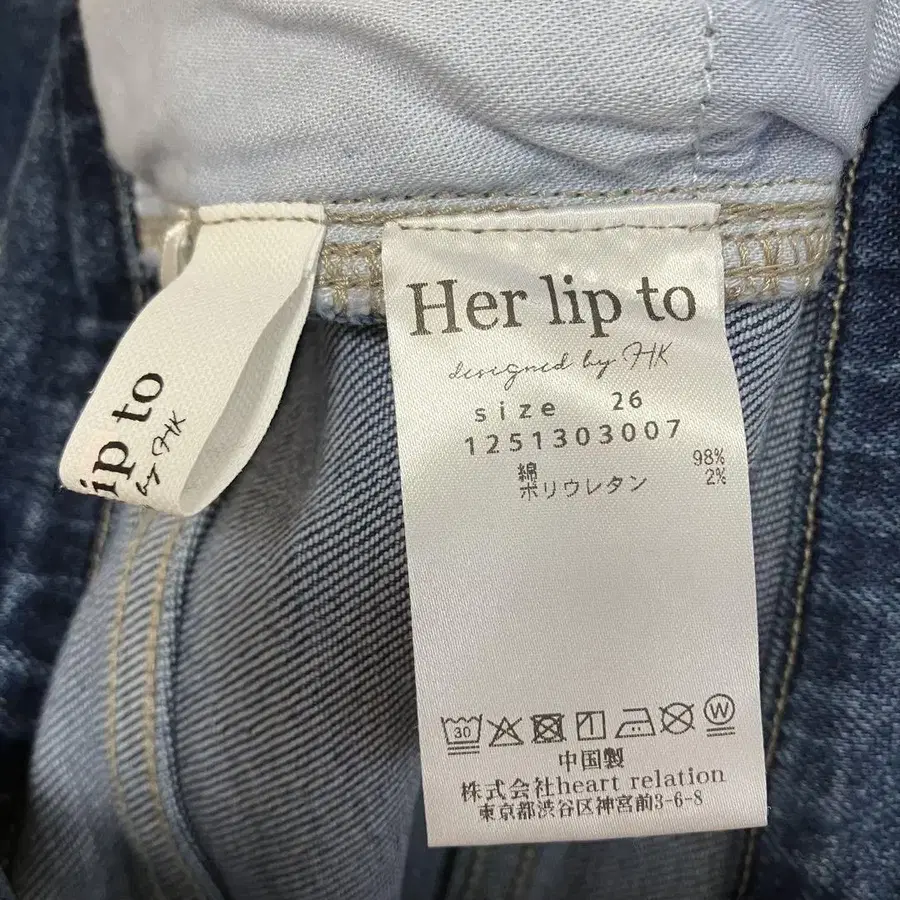 ip to
by HK
Her lip to
designed by HK
size 26
1251303007
綿 98%
ポリウレタン 2%
30
W
中国製
株式会社heart relation
東京都渋谷区神宮前3-6-8